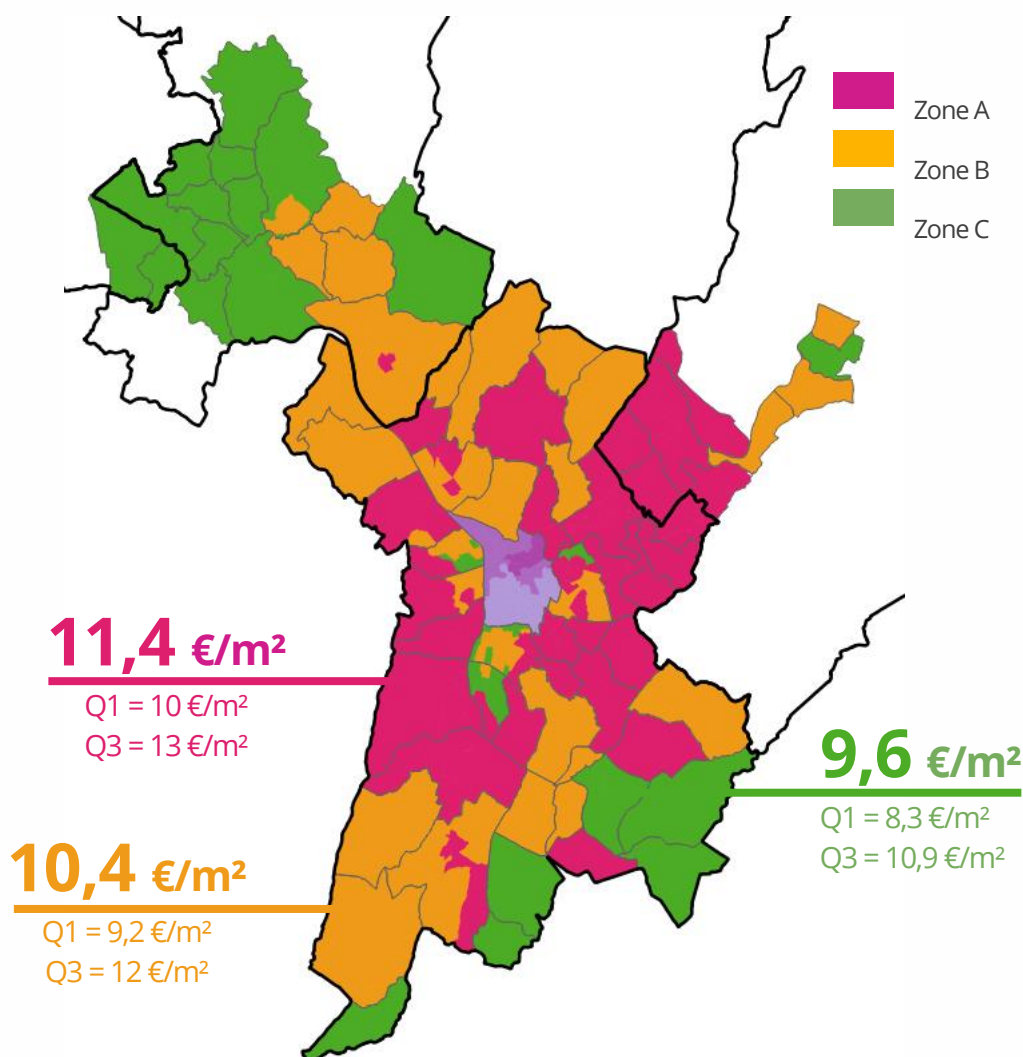 Zone A
Zone B
Zone C
11,4 €/m²
Q1 = 10 €/m²
Q3 = 13 €/m²
9,6 €/m²
Q1 = 8,3 €/m²
Q3 = 10,9 €/m²
10,4 €/m²
Q1 = 9,2 €/m²
Q3 = 12 €/m²